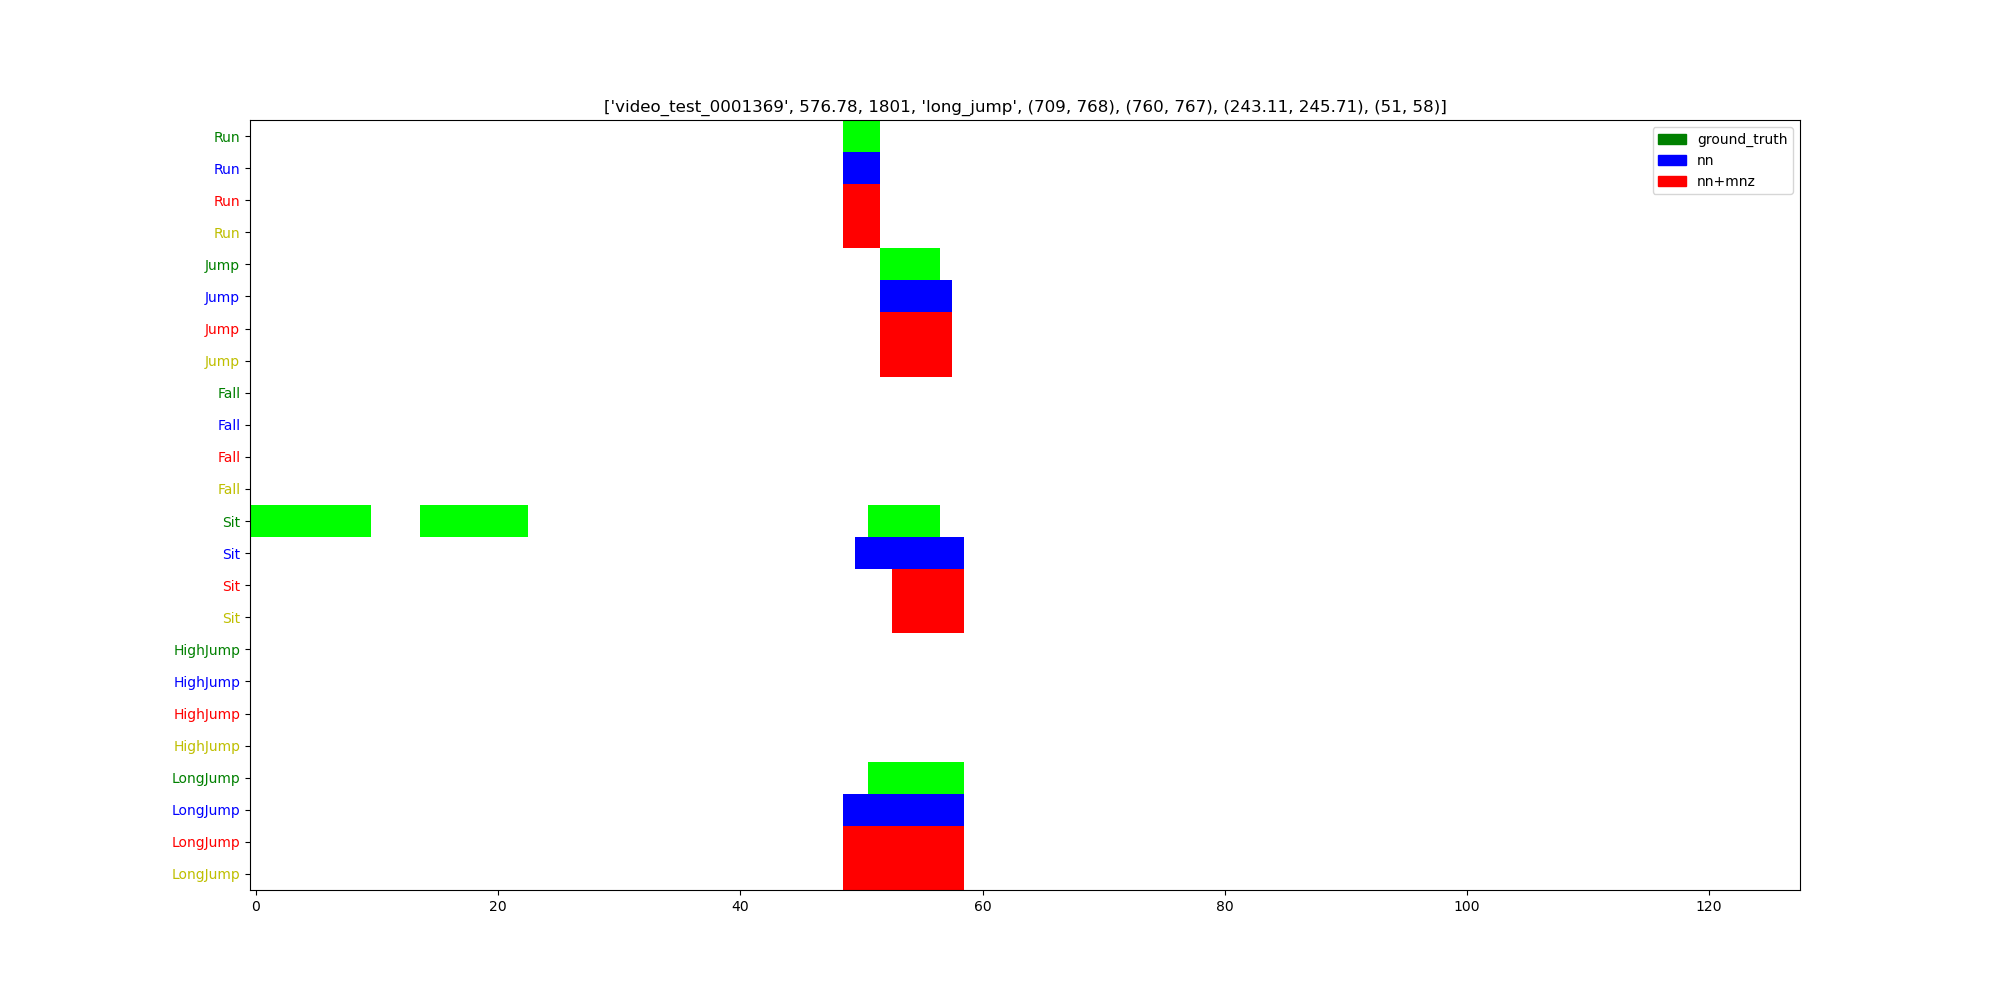 ['video_test_0001369', 576.78, 1801, 'long_jump', (709, 768), (760, 767), (243.11, 245.71), (51, 58)]
ground_truth
nn
nn+mnz
Run
Run
Run
Run
Jump
Jump
Jump
Jump
Fall
Fall
Fall
Fall
Sit
Sit
Sit
Sit
HighJump
HighJump
HighJump
HighJump
LongJump
LongJump
LongJump
LongJump
0 20 40 60 80 100 120